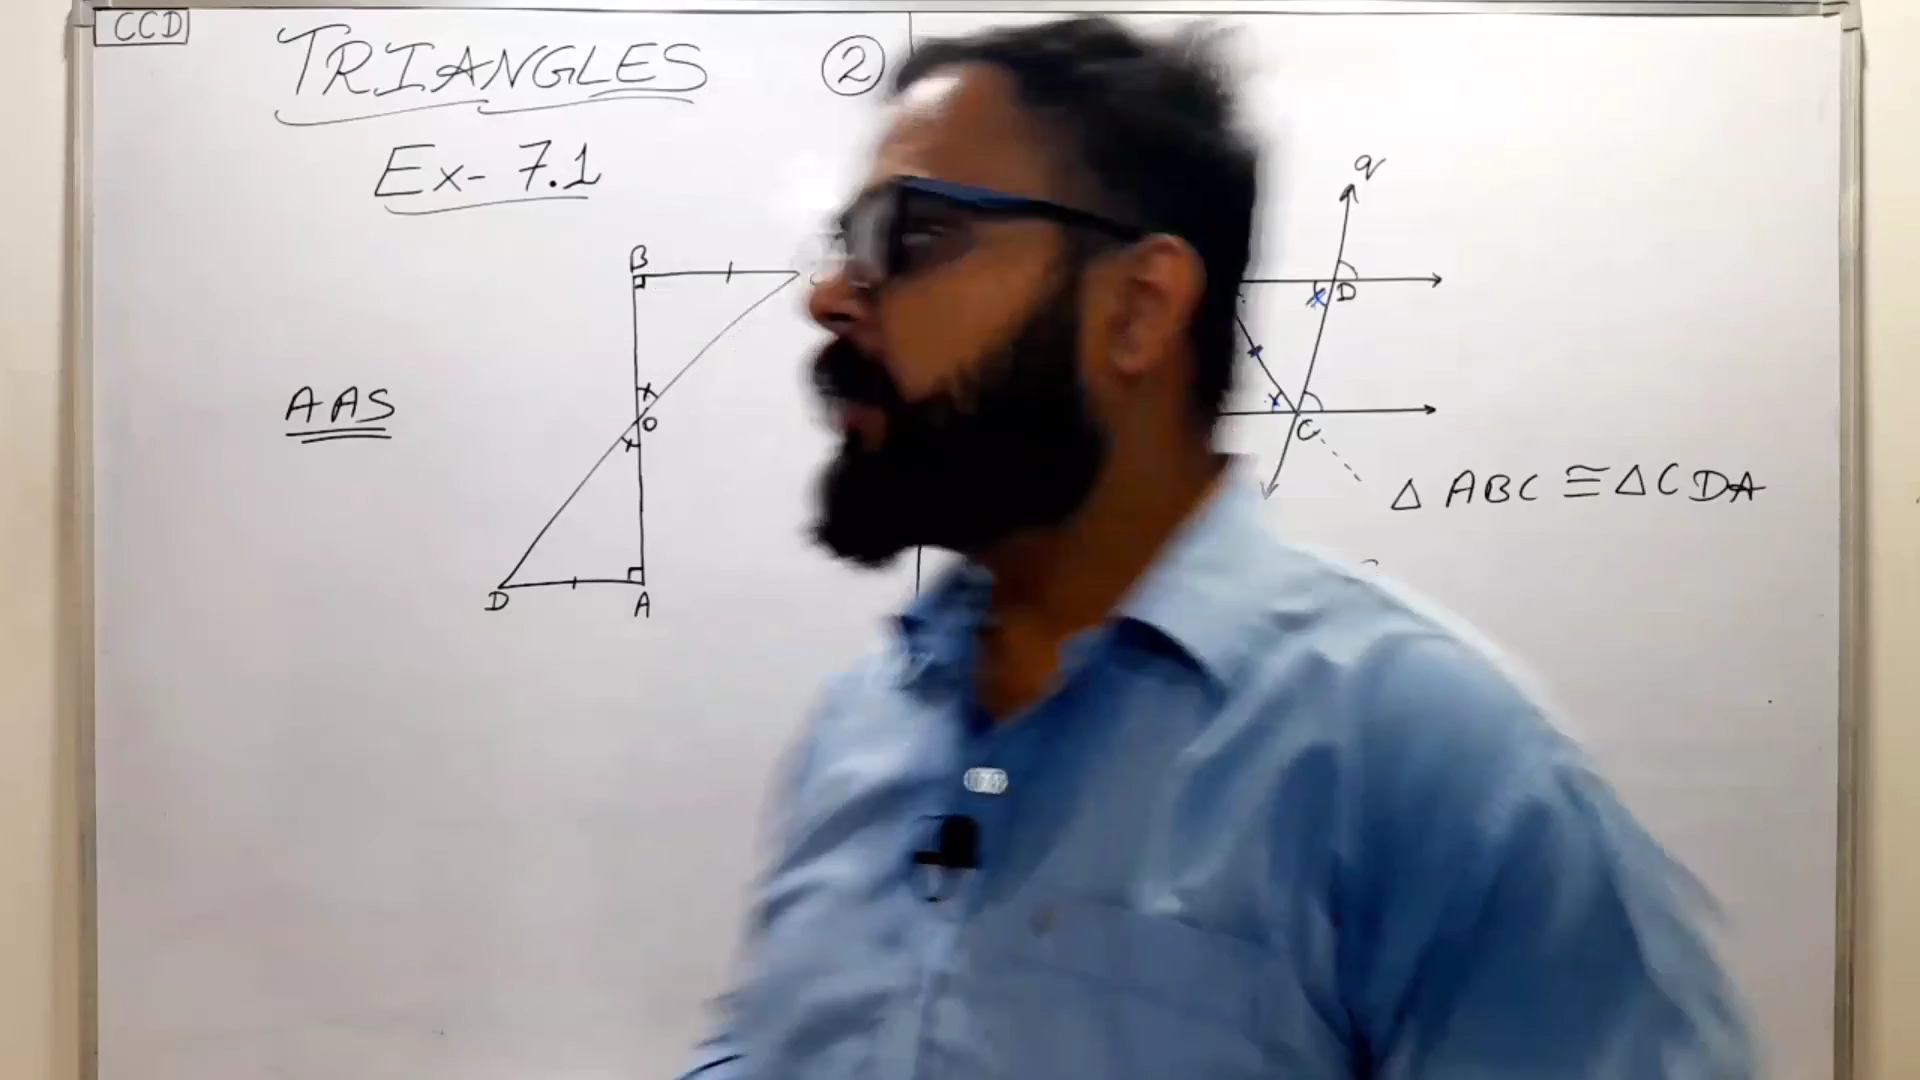 CCD
TRIANGLES
2
Ex- 7.1
q
B
D
AAS
O
C
△ ABC ≅ △ CDA
D
A